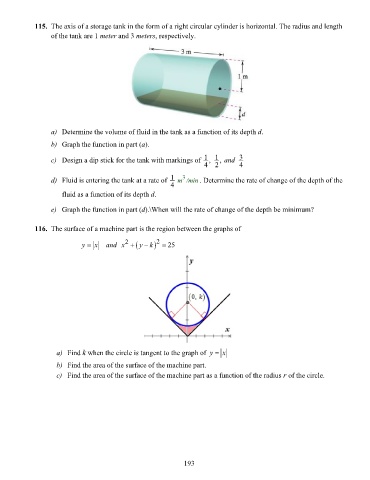 115. The axis of a storage tank in the form of a right circular cylinder is horizontal. The radius and length
of the tank are 1 meter and 3 meters, respectively.
3 m
1 m
d
a) Determine the volume of fluid in the tank as a function of its depth d.
b) Graph the function in part (a).
c) Design a dip stick for the tank with markings of 1/4, 1/2, and 3/4
d) Fluid is entering the tank at a rate of 1/4 m³/min. Determine the rate of change of the depth of the
fluid as a function of its depth d.
e) Graph the function in part (d).\When will the rate of change of the depth be minimum?
116. The surface of a machine part is the region between the graphs of
y = |x| and x² + (y − k)² = 25
y
(0, k)
x
a) Find k when the circle is tangent to the graph of y = |x|
b) Find the area of the surface of the machine part.
c) Find the area of the surface of the machine part as a function of the radius r of the circle.
193